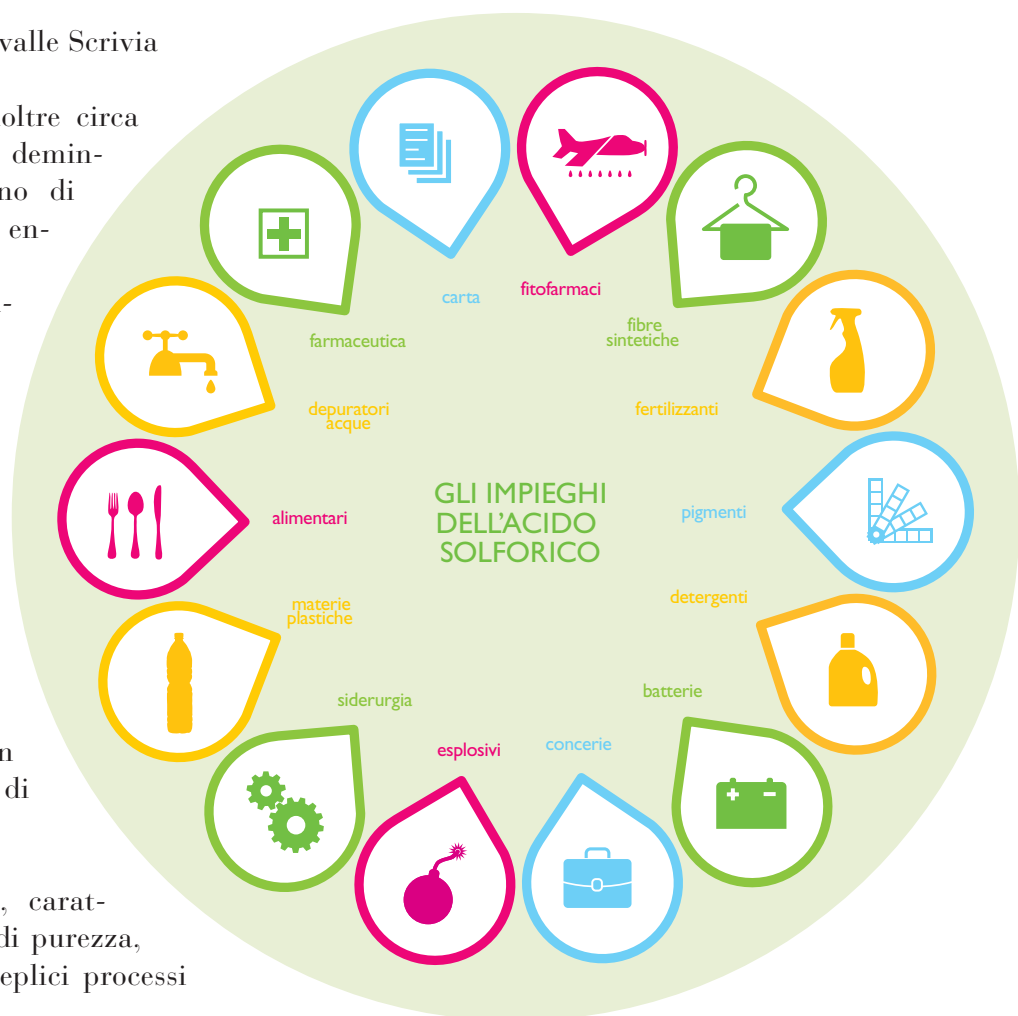 valle Scrivia
oltre circa
demin-
no di
en-
-
n
di
, carat-
di purezza,
eplici processi
carta
fitofarmaci
farmaceutica
fibre
sintetiche
depuratori
acque
fertilizzanti
alimentari
GLI IMPIEGHI
DELL'ACIDO
SOLFORICO
pigmenti
materie
plastiche
detergenti
siderurgia
batterie
esplosivi
concerie